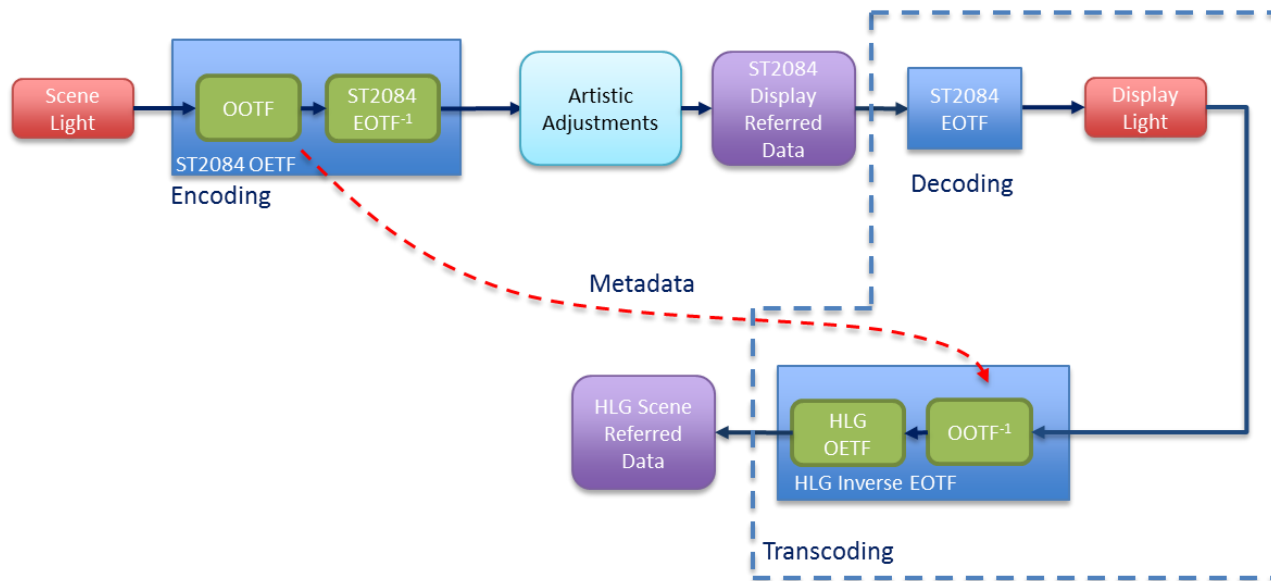 Scene
Light
OOTF
ST2084
EOTF-1
ST2084 OETF
Encoding
Artistic
Adjustments
ST2084
Display
Referred
Data
ST2084
EOTF
Decoding
Display
Light
Metadada
HLG Scene
Referred
Data
HLG
OETF
OOTF-1
HLG Inverse EOTF
Transcoding